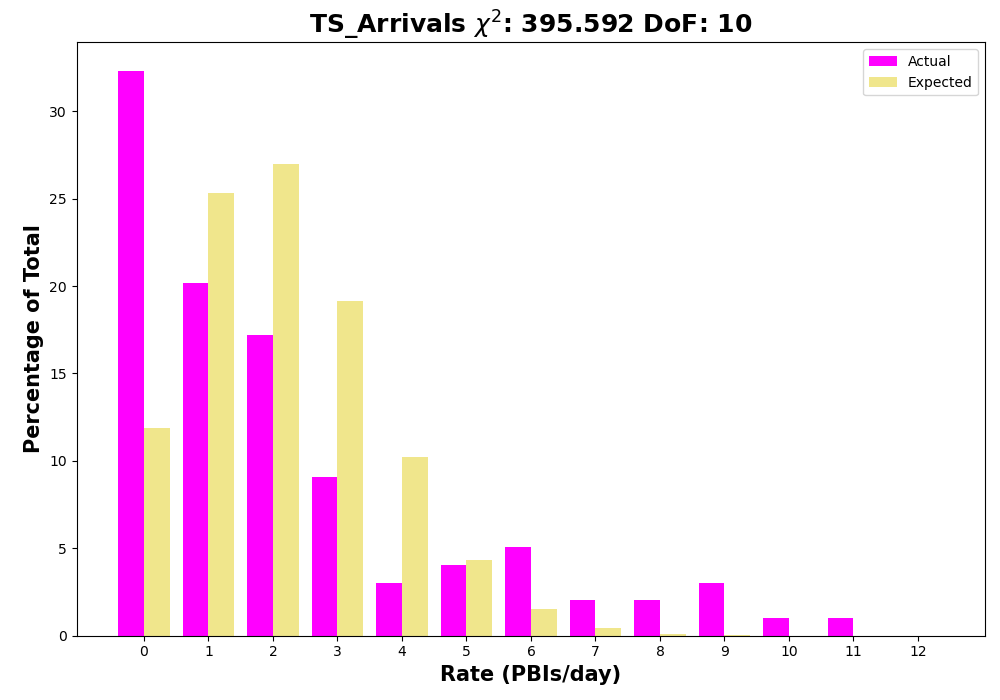 TS_Arrivals χ²: 395.592 DoF: 10
Actual
Expected
Percentage of Total
30
25
20
15
10
5
0
0 1 2 3 4 5 6 7 8 9 10 11 12
Rate (PBIs/day)